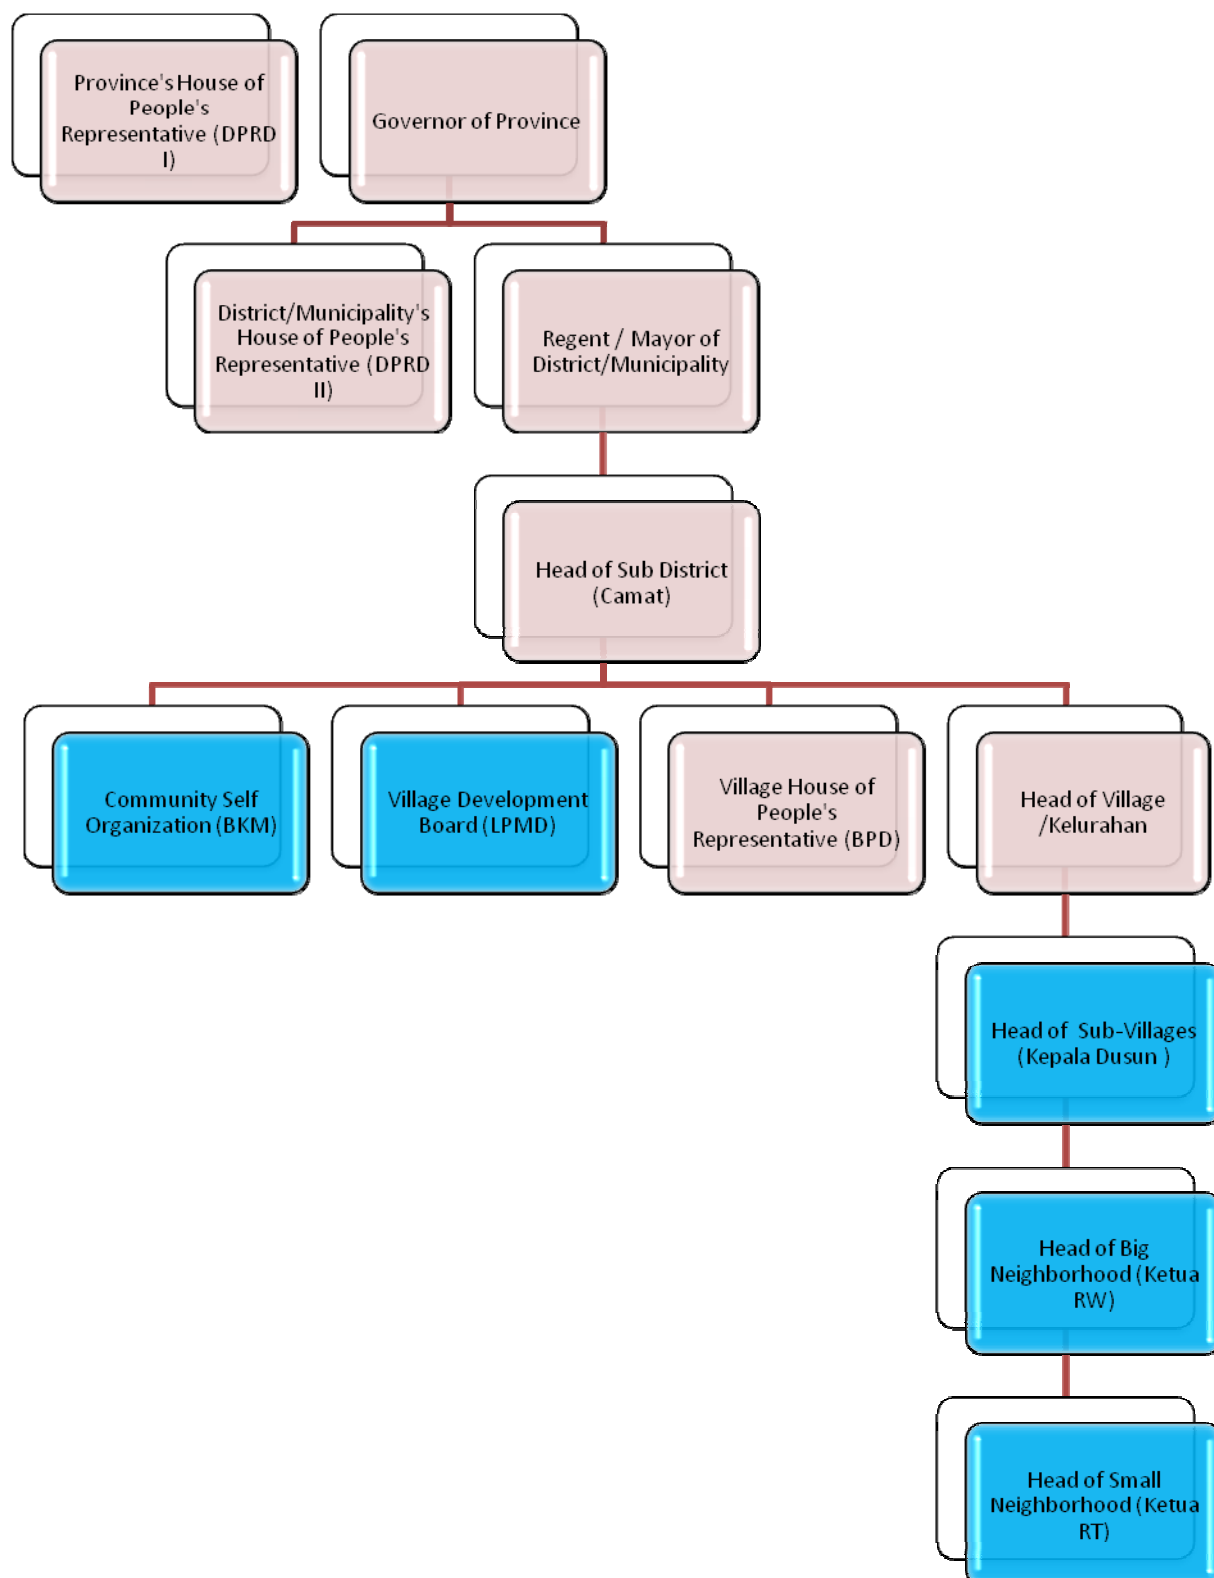 Province's House of
People's
Representative (DPRD
I)
Governor of Province
District/Municipality's
House of People's
Representative (DPRD
II)
Regent / Mayor of
District/Municipality
Head of Sub District
(Camat)
Community Self
Organization (BKM)
Village Development
Board (LPMD)
Village House of
People's
Representative (BPD)
Head of Village
/Kelurahan
Head of Sub-Villages
(Kepala Dusun )
Head of Big
Neighborhood (Ketua
RW)
Head of Small
Neighborhood (Ketua
RT)